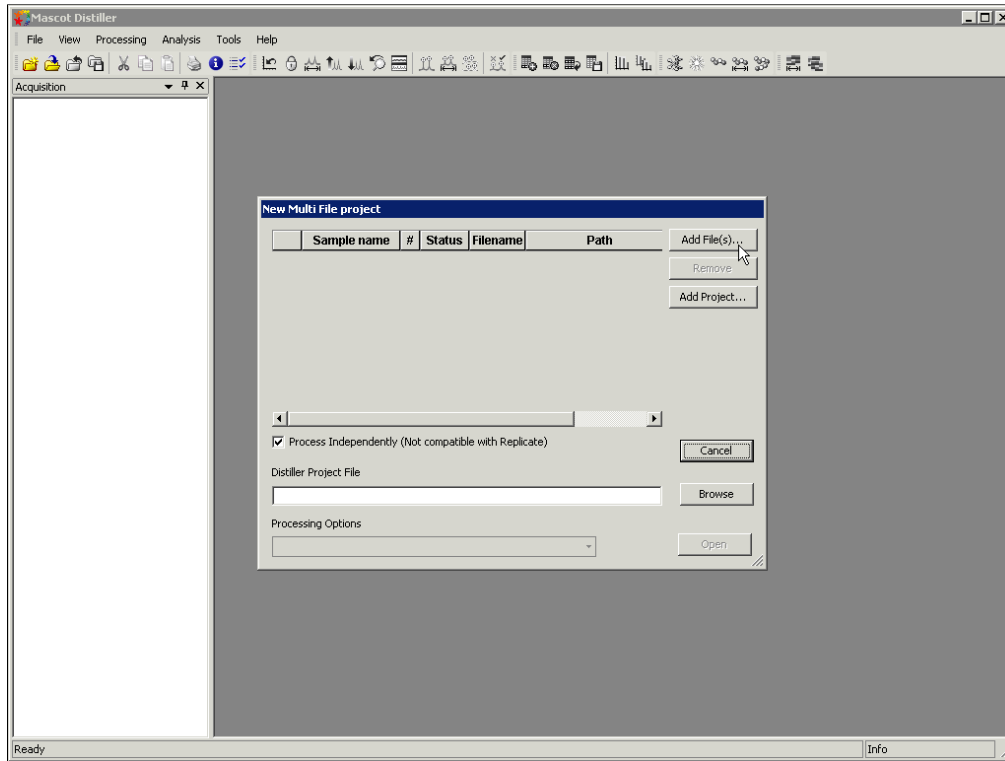 Mascot Distiller
File View Processing Analysis Tools Help
Acquisition
New Multi File project
Sample name # Status Filename Path
Add File(s)...
Remove
Add Project...
Process Independently (Not compatible with Replicate)
Cancel
Distiller Project File
Browse
Processing Options
Open
Ready Info